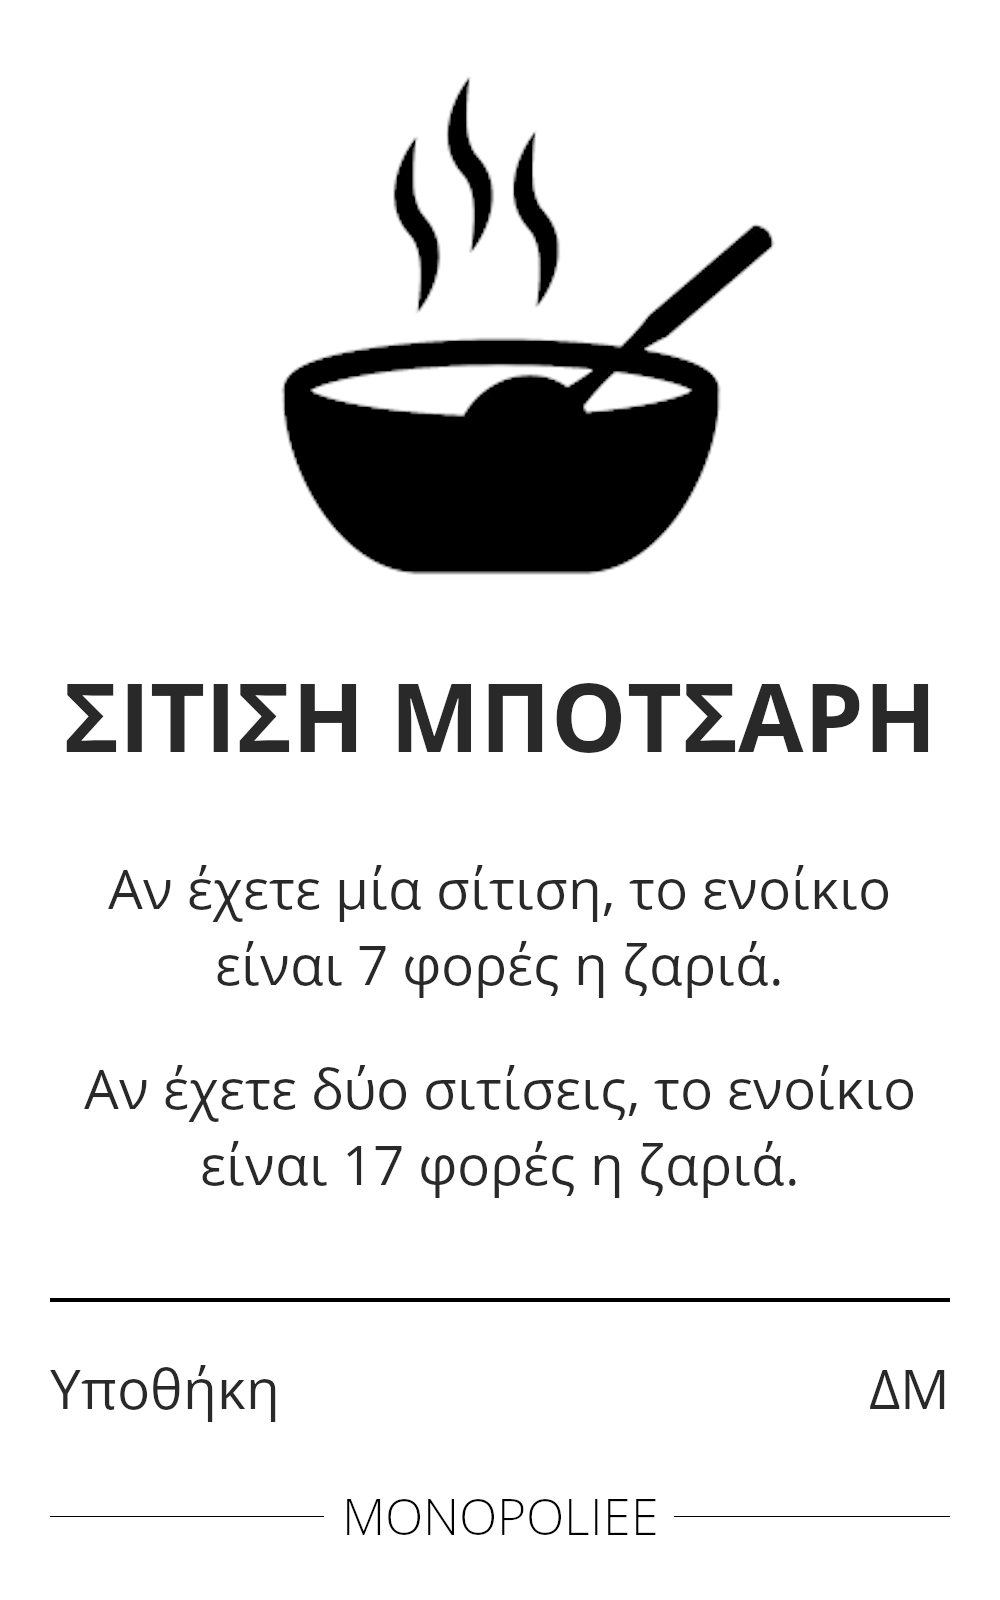 ΣΙΤΙΣΗ ΜΠΟΤΣΑΡΗ
Αν έχετε μία σίτιση, το ενοίκιο
είναι 7 φορές η ζαριά.
Αν έχετε δύο σιτίσεις, το ενοίκιο
είναι 17 φορές η ζαριά.
Υποθήκη ΔΜ
MONOPOLIEE